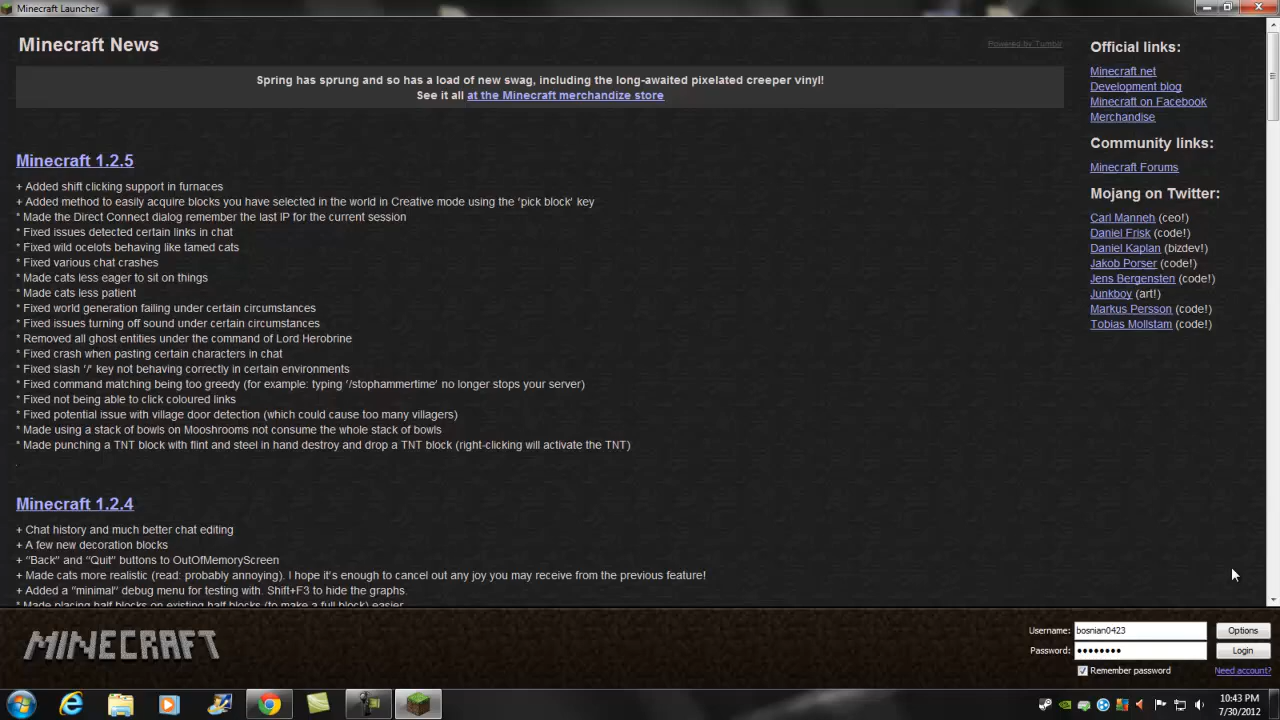 Minecraft Launcher
Minecraft News
Powered by Tumblr
Spring has sprung and so has a load of new swag, including the long-awaited pixelated creeper vinyl!
See it all at the Minecraft merchandize store
Minecraft 1.2.5
+ Added shift clicking support in furnaces
+ Added method to easily acquire blocks you have selected in the world in Creative mode using the 'pick block' key
* Made the Direct Connect dialog remember the last IP for the current session
* Fixed issues detected certain links in chat
* Fixed wild ocelots behaving like tamed cats
* Fixed various chat crashes
* Made cats less eager to sit on things
* Made cats less patient
* Fixed world generation failing under certain circumstances
* Fixed issues turning off sound under certain circumstances
* Removed all ghost entities under the command of Lord Herobrine
* Fixed crash when pasting certain characters in chat
* Fixed slash '/' key not behaving correctly in certain environments
* Fixed command matching being too greedy (for example: typing '/stophammertime' no longer stops your server)
* Fixed not being able to click coloured links
* Fixed potential issue with village door detection (which could cause too many villagers)
* Made using a stack of bowls on Mooshrooms not consume the whole stack of bowls
* Made punching a TNT block with flint and steel in hand destroy and drop a TNT block (right-clicking will activate the TNT)
Minecraft 1.2.4
+ Chat history and much better chat editing
+ A few new decoration blocks
+ "Back" and "Quit" buttons to OutOfMemoryScreen
+ Made cats more realistic (read: probably annoying). I hope it's enough to cancel out any joy you may receive from the previous feature!
+ Added a "minimal" debug menu for testing with. Shift+F3 to hide the graphs.
* Made placing half blocks on existing half blocks (to make a full block) easier
Official links:
Minecraft.net
Development blog
Minecraft on Facebook
Merchandise
Community links:
Minecraft Forums
Mojang on Twitter:
Carl Manneh (ceo!)
Daniel Frisk (code!)
Daniel Kaplan (bizdev!)
Jakob Porser (code!)
Jens Bergensten (code!)
Junkboy (art!)
Markus Persson (code!)
Tobias Mollstam (code!)
MINECRAFT
Username: bosnian0423 Options
Password: •••••••• Login
Remember password Need account?
10:43 PM
7/30/2012